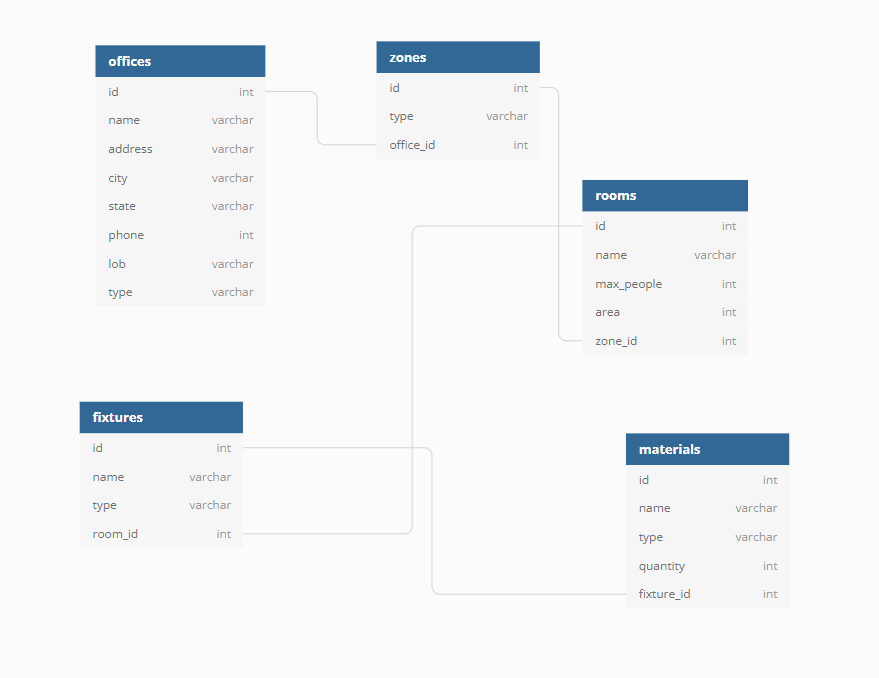 offices
id int
name varchar
address varchar
city varchar
state varchar
phone int
lob varchar
type varchar
zones
id int
type varchar
office_id int
rooms
id int
name varchar
max_people int
area int
zone_id int
fixtures
id int
name varchar
type varchar
room_id int
materials
id int
name varchar
type varchar
quantity int
fixture_id int